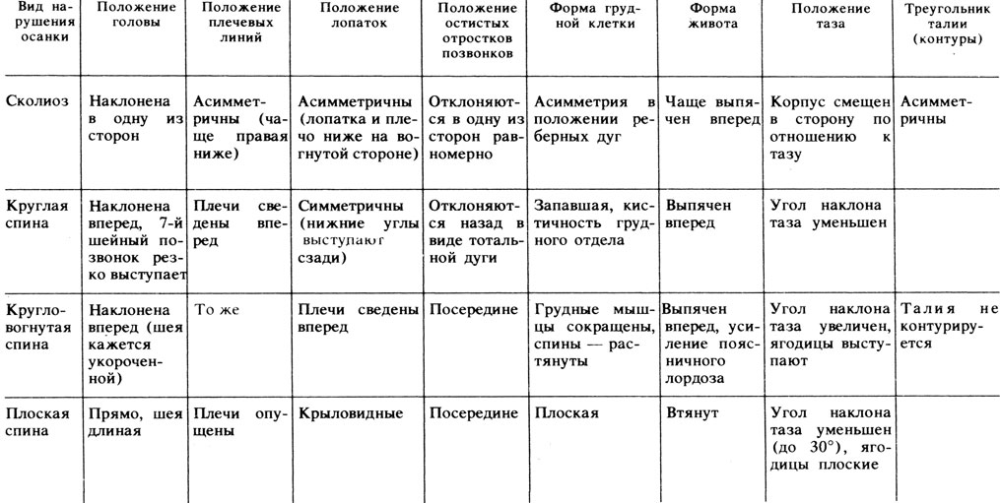 Вид на-
рушения
осанки
Положение
головы
Положение
плечевых
линий
Положение
лопаток
Положение
остистых
отростков
позвонков
Форма груд-
ной клетки
Форма
живота
Положение
таза
Треугольник
талии
(контуры)
Сколиоз
Наклонена
в одну из
сторон
Асиммет-
ричны (ча-
ще правая
ниже)
Асимметричны
(лопатка и пле-
чо ниже на во-
гнутой стороне)
Отклоняют-
ся в одну из
сторон рав-
номерно
Асимметрия в
положении ре-
берных дуг
Чаще выпя-
чен вперед
Корпус смещен
в сторону по
отношению к
тазу
Асиммет-
ричны
Круглая
спина
Наклонена
вперед, 7-й
шейный по-
звонок рез-
ко выступает
Плечи све-
дены впе-
ред
Симметричны
(нижние углы
выступают
сзади)
Отклоняют-
ся назад в
виде тоталь-
ной дуги
Запавшая, кис-
тичность груд-
ного отдела
Выпячен
вперед
Угол наклона
таза уменьшен
Кругло-
вогнутая
спина
Наклонена
вперед (шея
кажется
укорочен-
ной)
То же
Плечи сведены
вперед
Посередине
Грудные мыш-
цы сокращены,
спины — рас-
тянуты
Выпячен
вперед, уси-
ление пояс-
ничного
лордоза
Угол наклона
таза увеличен,
ягодицы высту-
пают
Талия не
контуриру-
ется
Плоская
спина
Прямо, шея
длиная
Плечи опу-
щены
Крыловидные
Посередине
Плоская
Втянут
Угол наклона
таза уменьшен
(до 30°), яго-
дицы плоские